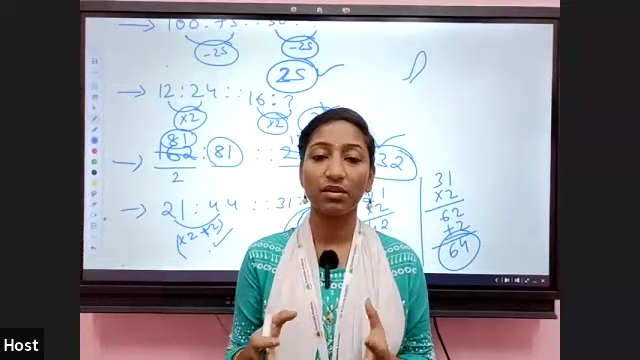 → 100 : 75 :: 50 :
-25 -25
25
→ 12 : 24 :: 16 : ?
×2 ×2
81
→ 162 : 81 :: 32
2
→ 21 : 44 :: 31 :
(×2 +2)
31
×2
62
+2
64
Host